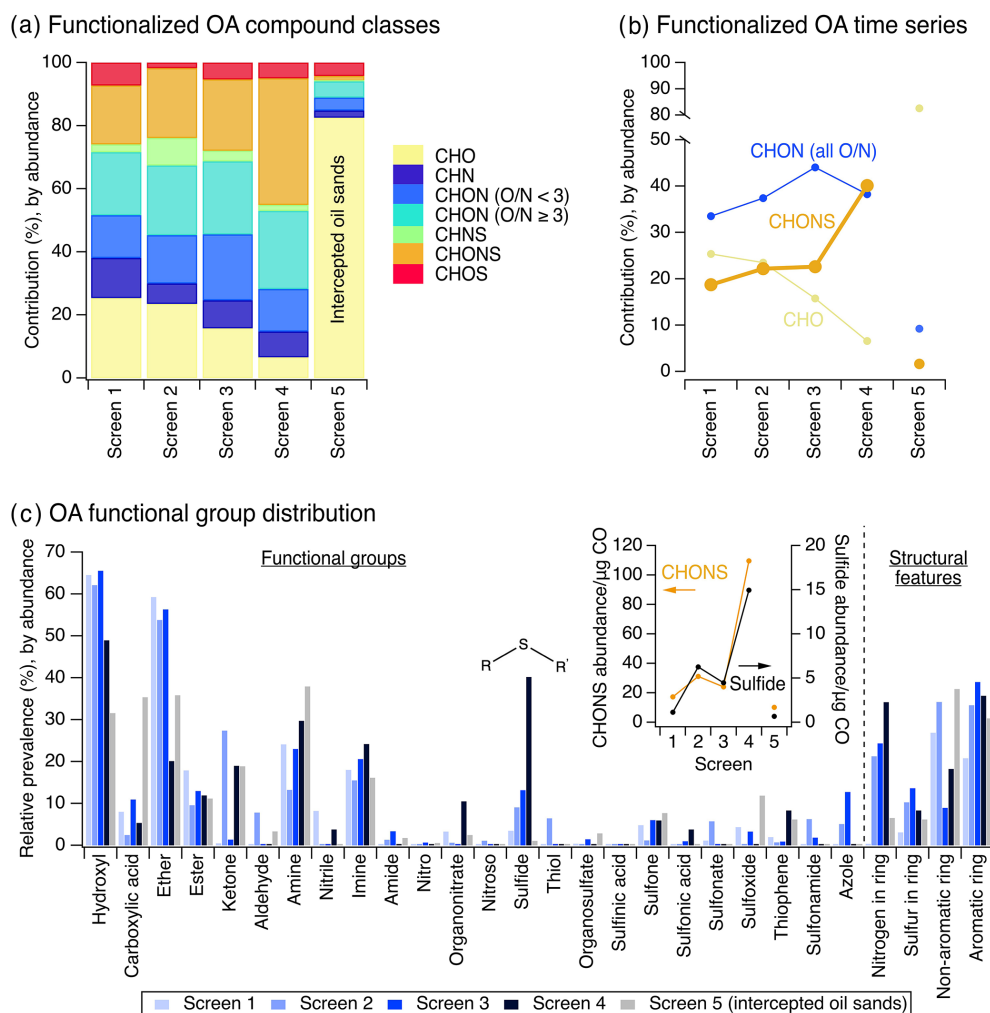 (a) Functionalized OA compound classes
Contribution (%), by abundance
100
80
60
40
20
0
Intercepted oil sands
Screen 1
Screen 2
Screen 3
Screen 4
Screen 5
CHO
CHN
CHON (O/N < 3)
CHON (O/N ≥ 3)
CHNS
CHONS
CHOS
(b) Functionalized OA time series
Contribution (%), by abundance
100
80
80
50
40
30
20
10
0
CHON (all O/N)
CHONS
CHO
Screen 1
Screen 2
Screen 3
Screen 4
Screen 5
(c) OA functional group distribution
Relative prevalence (%), by abundance
70
60
50
40
30
20
10
0
Functional groups
R
S
R'
CHONS abundance/µg CO
120
100
80
60
40
20
0
CHONS
Sulfide
20
15
10
5
0
Sulfide abundance/µg CO
1 2 3 4 5
Screen
Structural
features
Hydroxyl
Carboxylic acid
Ether
Ester
Ketone
Aldehyde
Amine
Nitrile
Imine
Amide
Nitro
Organonitrate
Nitroso
Sulfide
Thiol
Organosulfate
Sulfinic acid
Sulfone
Sulfonic acid
Sulfonate
Sulfoxide
Thiophene
Sulfonamide
Azole
Nitrogen in ring
Sulfur in ring
Non-aromatic ring
Aromatic ring
Screen 1 Screen 2 Screen 3 Screen 4 Screen 5 (intercepted oil sands)